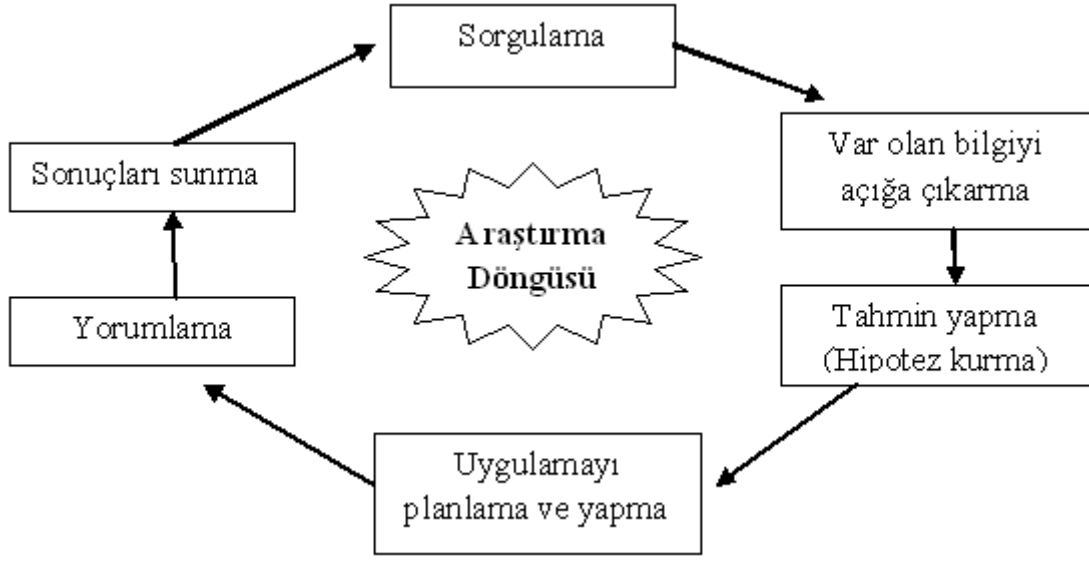 Sorgulama
Var olan bilgiyi
açığa çıkarma
Tahmin yapma
(Hipotez kurma)
Uygulamayı
planlama ve yapma
Yorumlama
Sonuçları sunma
Araştırma
Döngüsü